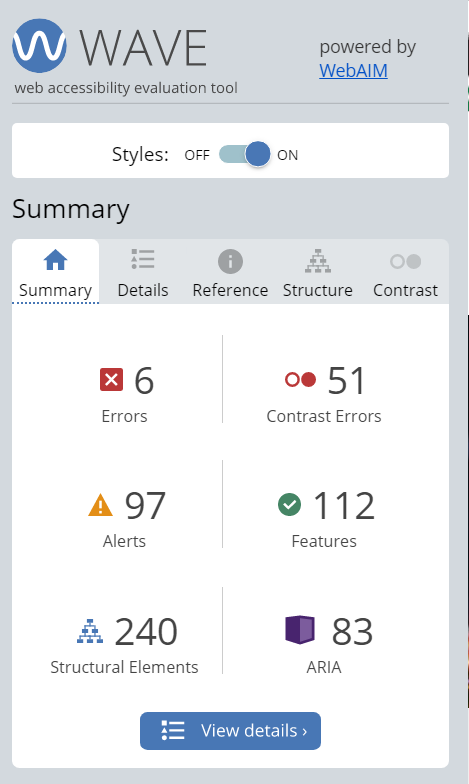 WAVE
web accessibility evaluation tool
powered by
WebAIM
Styles: OFF ON
Summary
Summary Details Reference Structure Contrast
6
Errors
51
Contrast Errors
97
Alerts
112
Features
240
Structural Elements
83
ARIA
View details ›